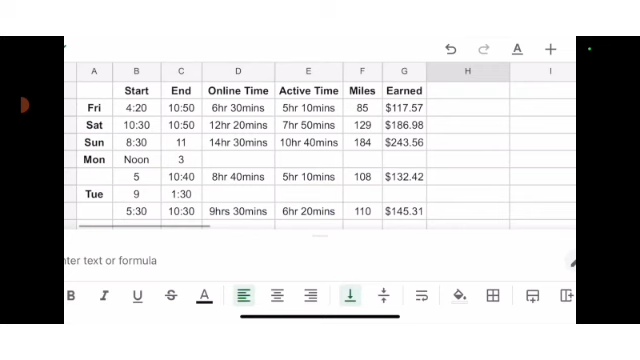 A B C D E F G H I
Start End Online Time Active Time Miles Earned
Fri 4:20 10:50 6hr 30mins 5hr 10mins 85 $117.57
Sat 10:30 10:50 12hr 20mins 7hr 50mins 129 $186.98
Sun 8:30 11 14hr 30mins 10hr 40mins 184 $243.56
Mon Noon 3
5 10:40 8hr 40mins 5hr 10mins 108 $132.42
Tue 9 1:30
5:30 10:30 9hrs 30mins 6hr 20mins 110 $145.31
nter text or formula
B I U S A